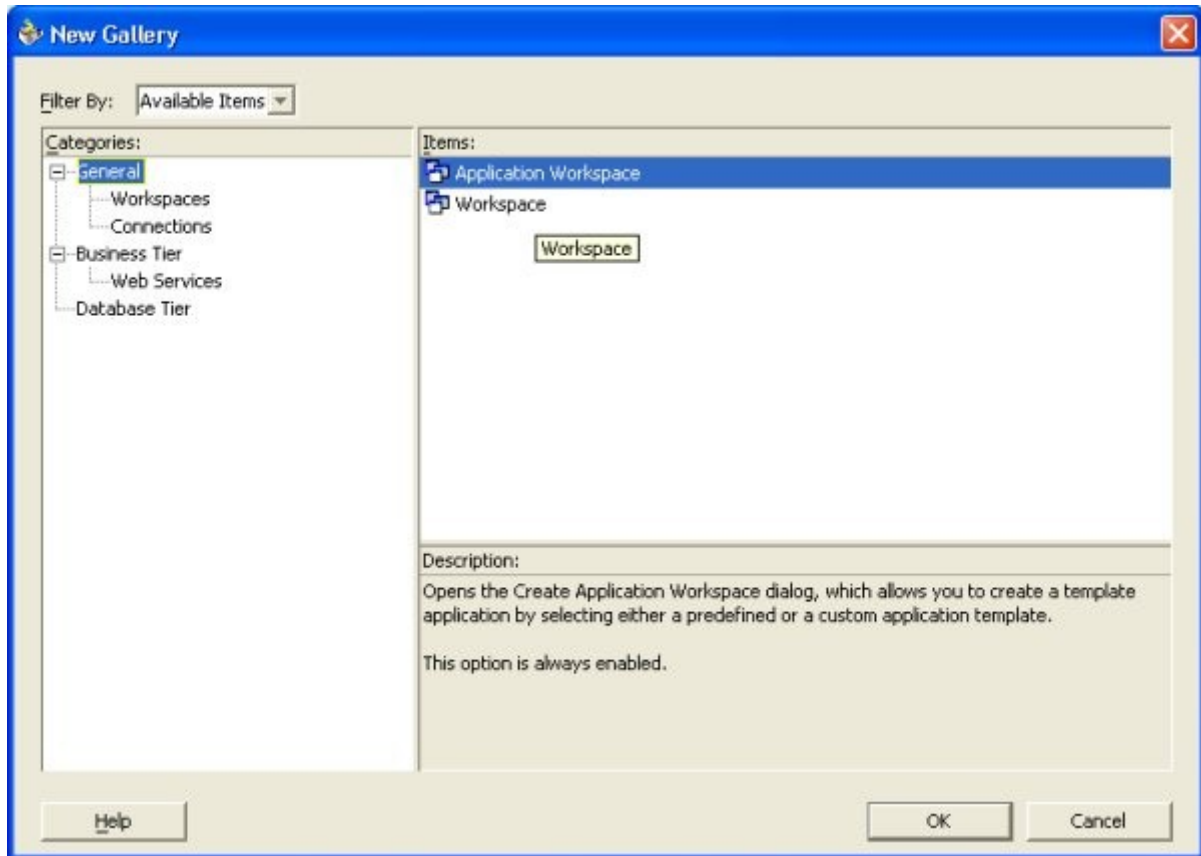 New Gallery
Filter By: Available Items
Categories:
General
Workspaces
Connections
Business Tier
Web Services
Database Tier
Items:
Application Workspace
Workspace
Workspace
Description:
Opens the Create Application Workspace dialog, which allows you to create a template
application by selecting either a predefined or a custom application template.
This option is always enabled.
Help
OK
Cancel